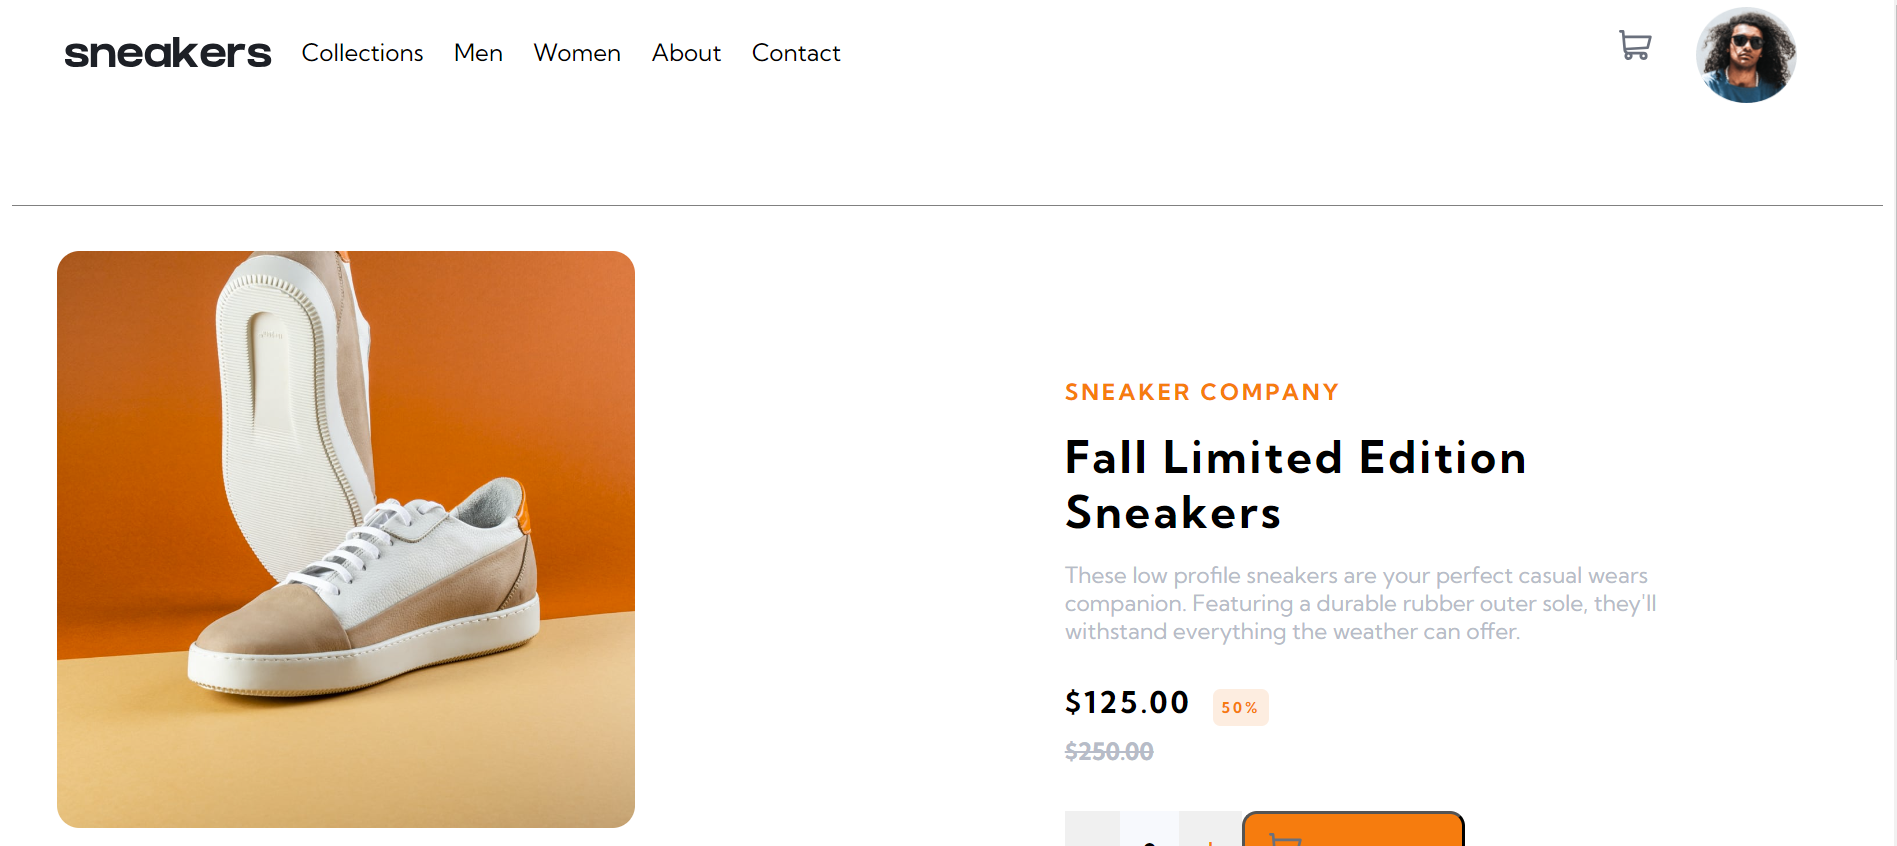 sneakers Collections Men Women About Contact
SNEAKER COMPANY
Fall Limited Edition
Sneakers
These low profile sneakers are your perfect casual wears
companion. Featuring a durable rubber outer sole, they'll
withstand everything the weather can offer.
$125.00 50%
$250.00